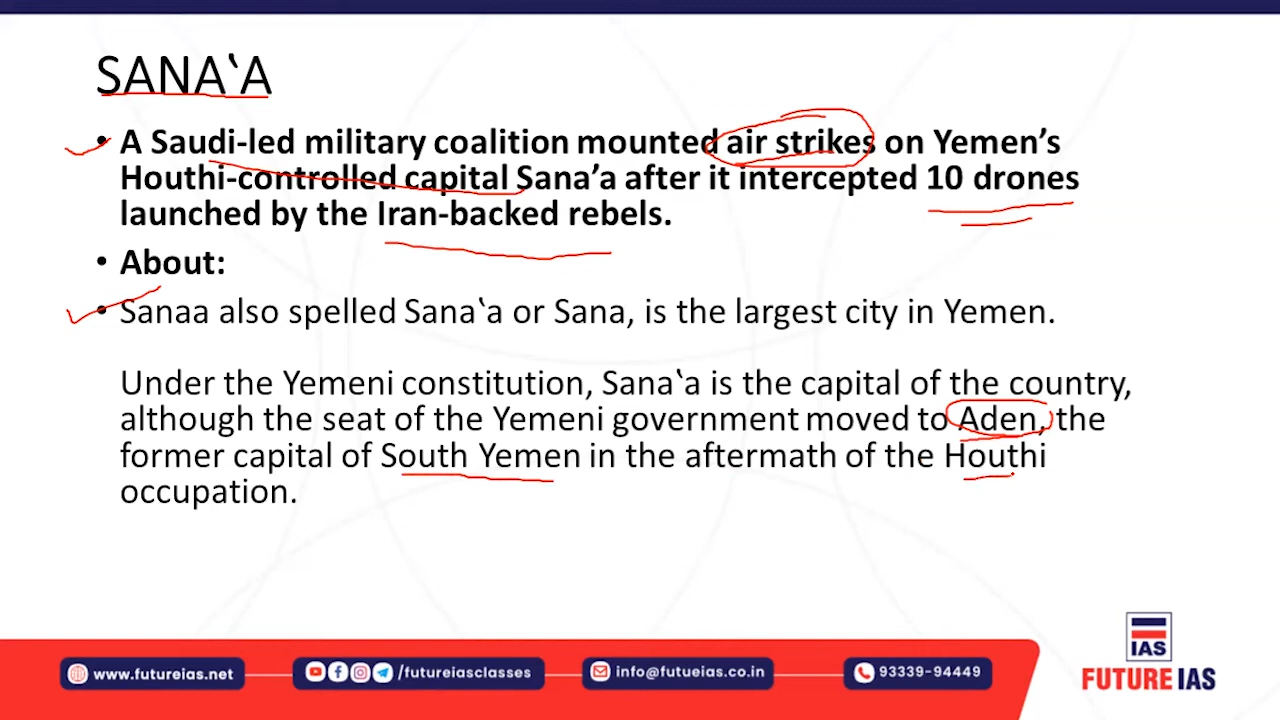 SANA‛A
• A Saudi-led military coalition mounted air strikes on Yemen’s
Houthi-controlled capital Sana’a after it intercepted 10 drones
launched by the Iran-backed rebels.
• About:
• Sanaa also spelled Sana‛a or Sana, is the largest city in Yemen.
Under the Yemeni constitution, Sana‛a is the capital of the country,
although the seat of the Yemeni government moved to Aden, the
former capital of South Yemen in the aftermath of the Houthi
occupation.
IAS
FUTURE IAS
www.futureias.net
/futureiasclasses
info@futueias.co.in
93339-94449